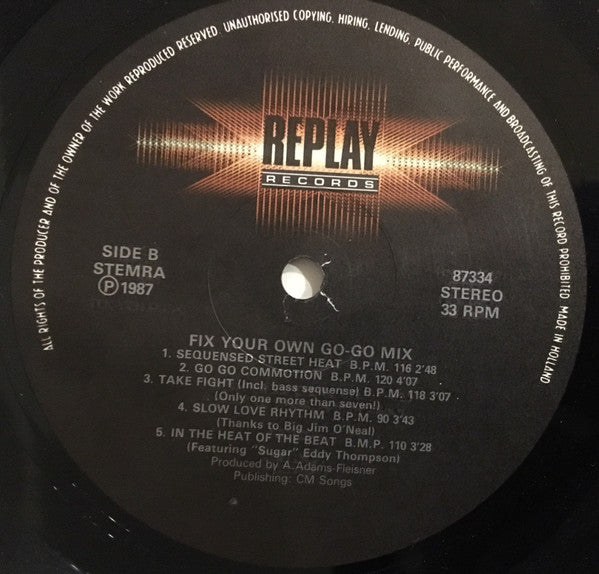 ALL RIGHTS OF THE PRODUCER AND OF THE OWNER OF THE WORK REPRODUCED RESERVED. UNAUTHORISED COPYING, HIRING, LENDING, PUBLIC PERFORMANCE AND BROADCASTING OF THIS RECORD PROHIBITED. MADE IN HOLLAND
REPLAY
RECORDS
SIDE B
STEMRA
Ⓟ1987
87334
STEREO
33 RPM
FIX YOUR OWN GO-GO MIX
1. SEQUENSED STREET HEAT B.P.M. 116 2'48
2. GO GO COMMOTION B.P.M. 120 4'07
3. TAKE FIGHT (Incl. bass sequense) B.P.M. 118 3'07
(Only one more than seven!)
4. SLOW LOVE RHYTHM B.P.M. 90 3'43
(Thanks to Big Jim O'Neal)
5. IN THE HEAT OF THE BEAT B.M.P. 110 3'28
(Featuring "Sugar" Eddy Thompson)
Produced by A.Adams-Fleisner
Publishing: CM Songs